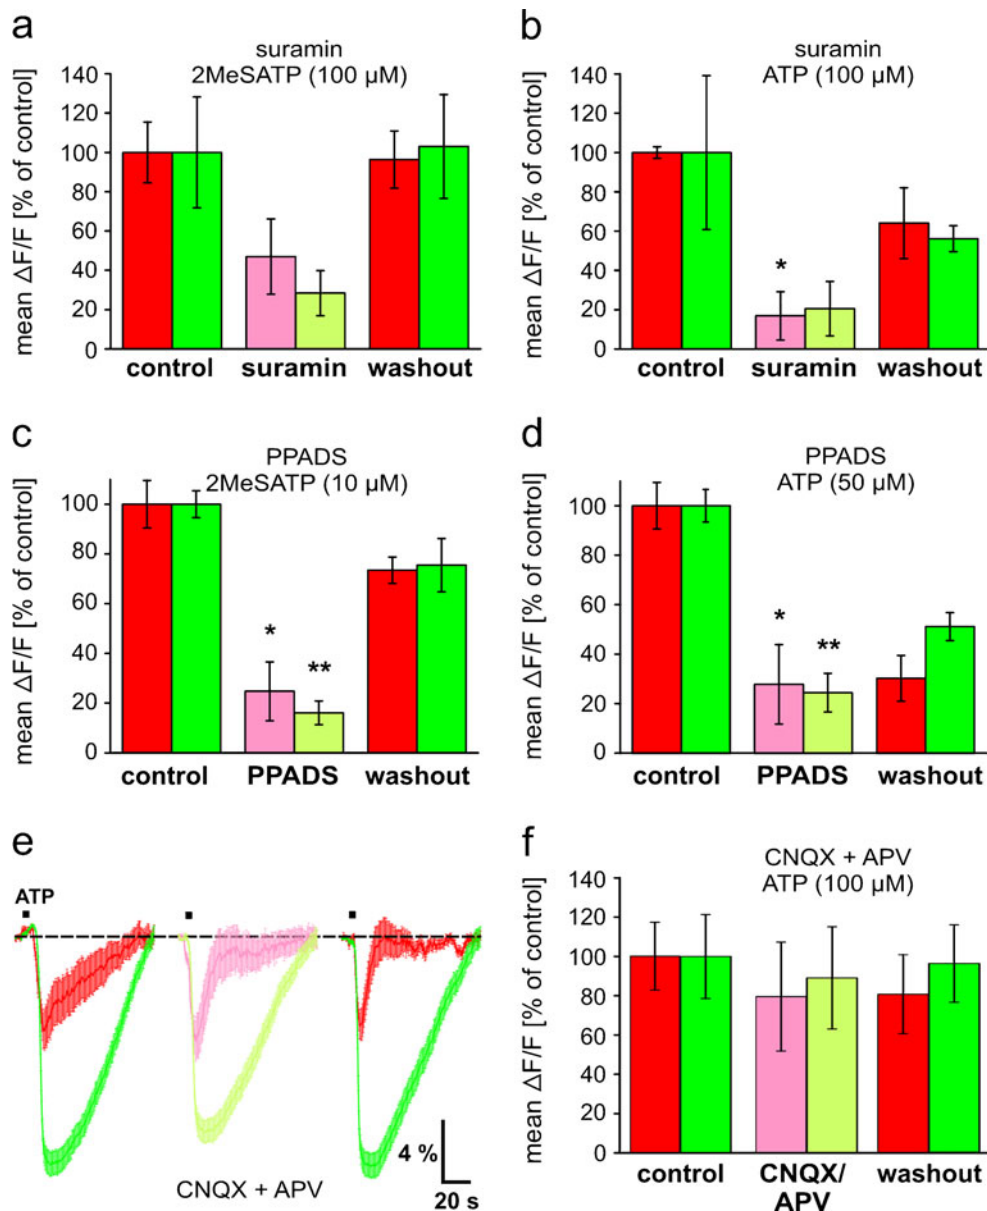 a
suramin
2MeSATP (100 µM)
mean ΔF/F [% of control]
140
120
100
80
60
40
20
0
control suramin washout
b
suramin
ATP (100 µM)
mean ΔF/F [% of control]
140
120
100
80
60
40
20
0
*
control suramin washout
c
PPADS
2MeSATP (10 µM)
mean ΔF/F [% of control]
100
80
60
40
20
0
*
**
control PPADS washout
d
PPADS
ATP (50 µM)
mean ΔF/F [% of control]
100
80
60
40
20
0
*
**
control PPADS washout
e
ATP
4 %
20 s
CNQX + APV
f
CNQX + APV
ATP (100 µM)
mean ΔF/F [% of control]
140
120
100
80
60
40
20
0
control CNQX/ washout
APV